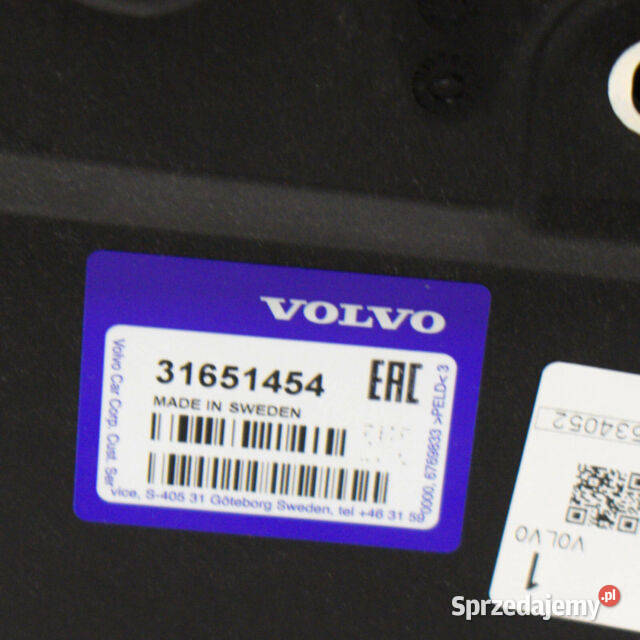 VOLVO
31651454
EAC
MADE IN SWEDEN
Volvo Car Corp. Cust. Ser
vice, S-405 31 Göteborg Sweden, tel +46 31 59
0000, 6769833 >PELD<3
534052
VOLVO
1
Sprzedajemy.pl